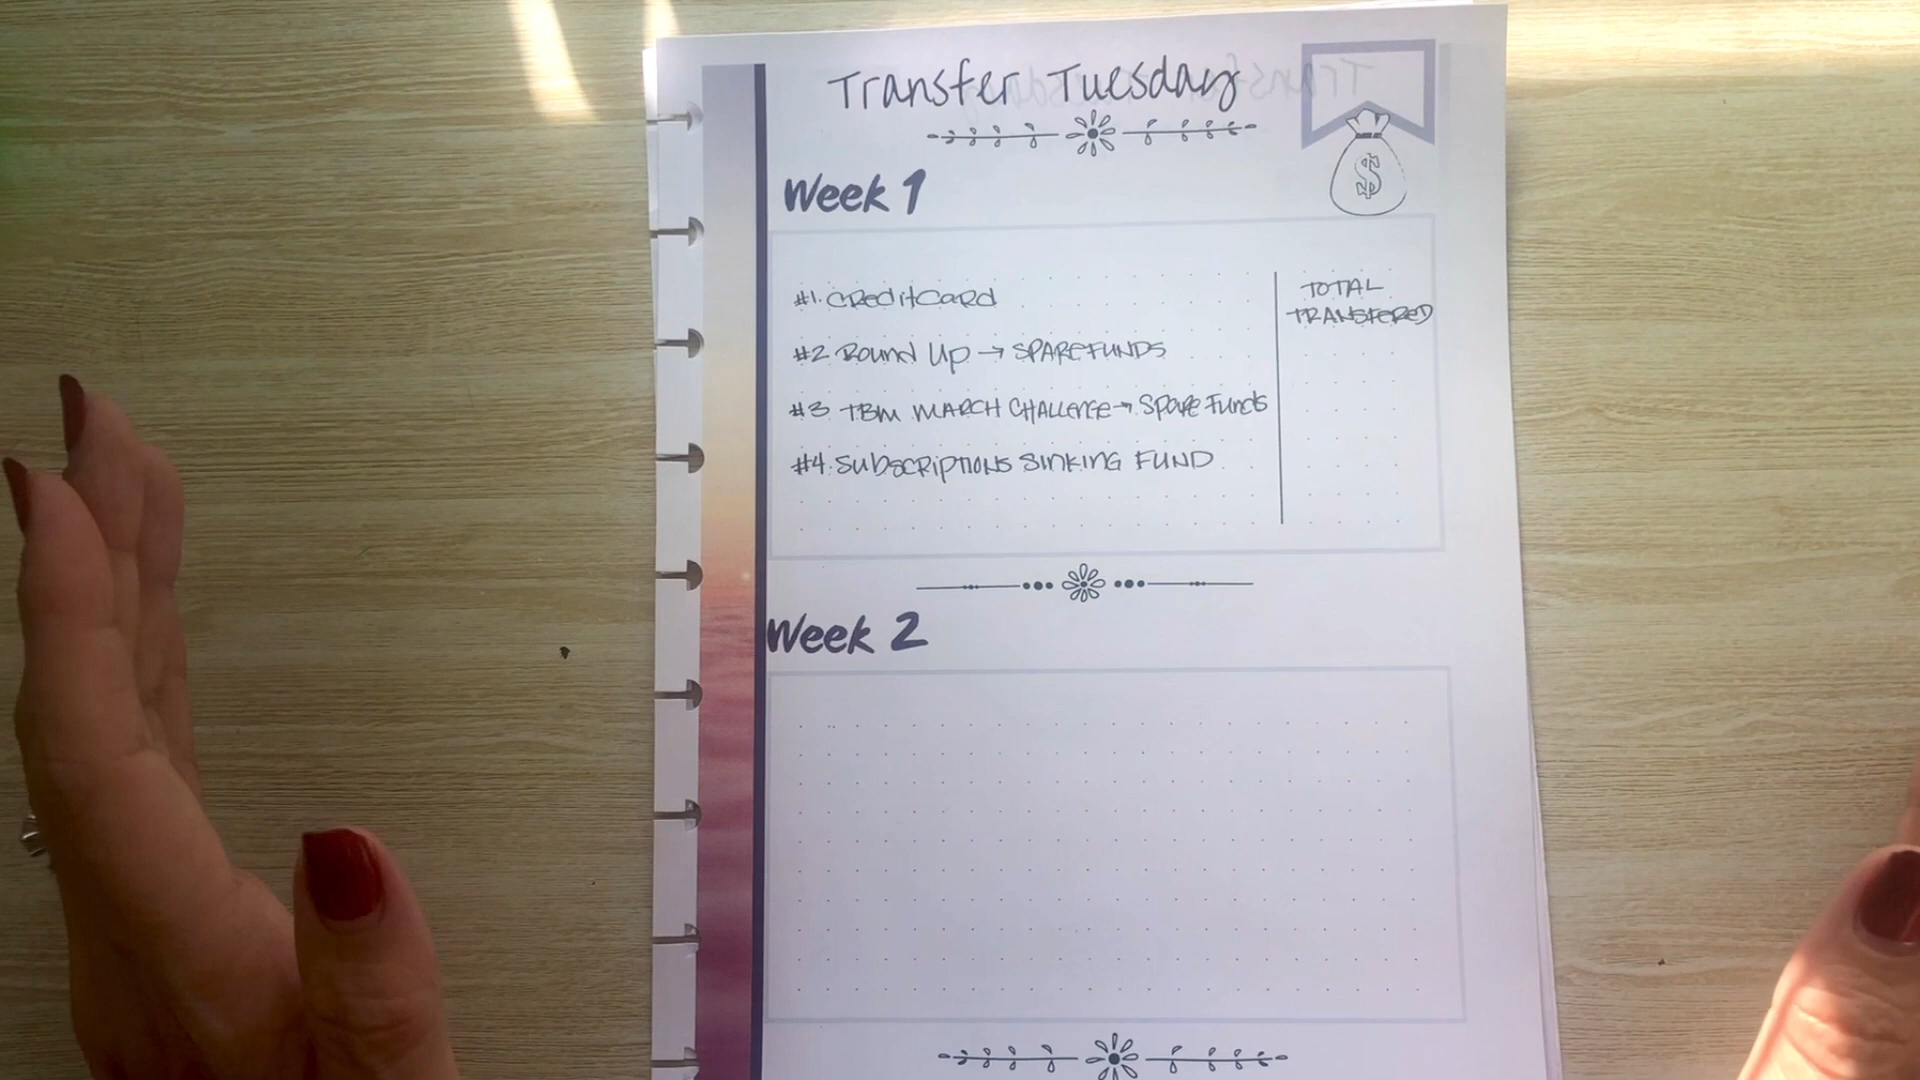 Transfer Tuesday
$
Week 1
#1. CReditCaRd
#2 Round Up → SPAREFUNDS
#3 TBM MARCH CHALLENGE → Spare Funds
#4. Subscriptions Sinking FUND
TOTAL
TRANSFERED
Week 2